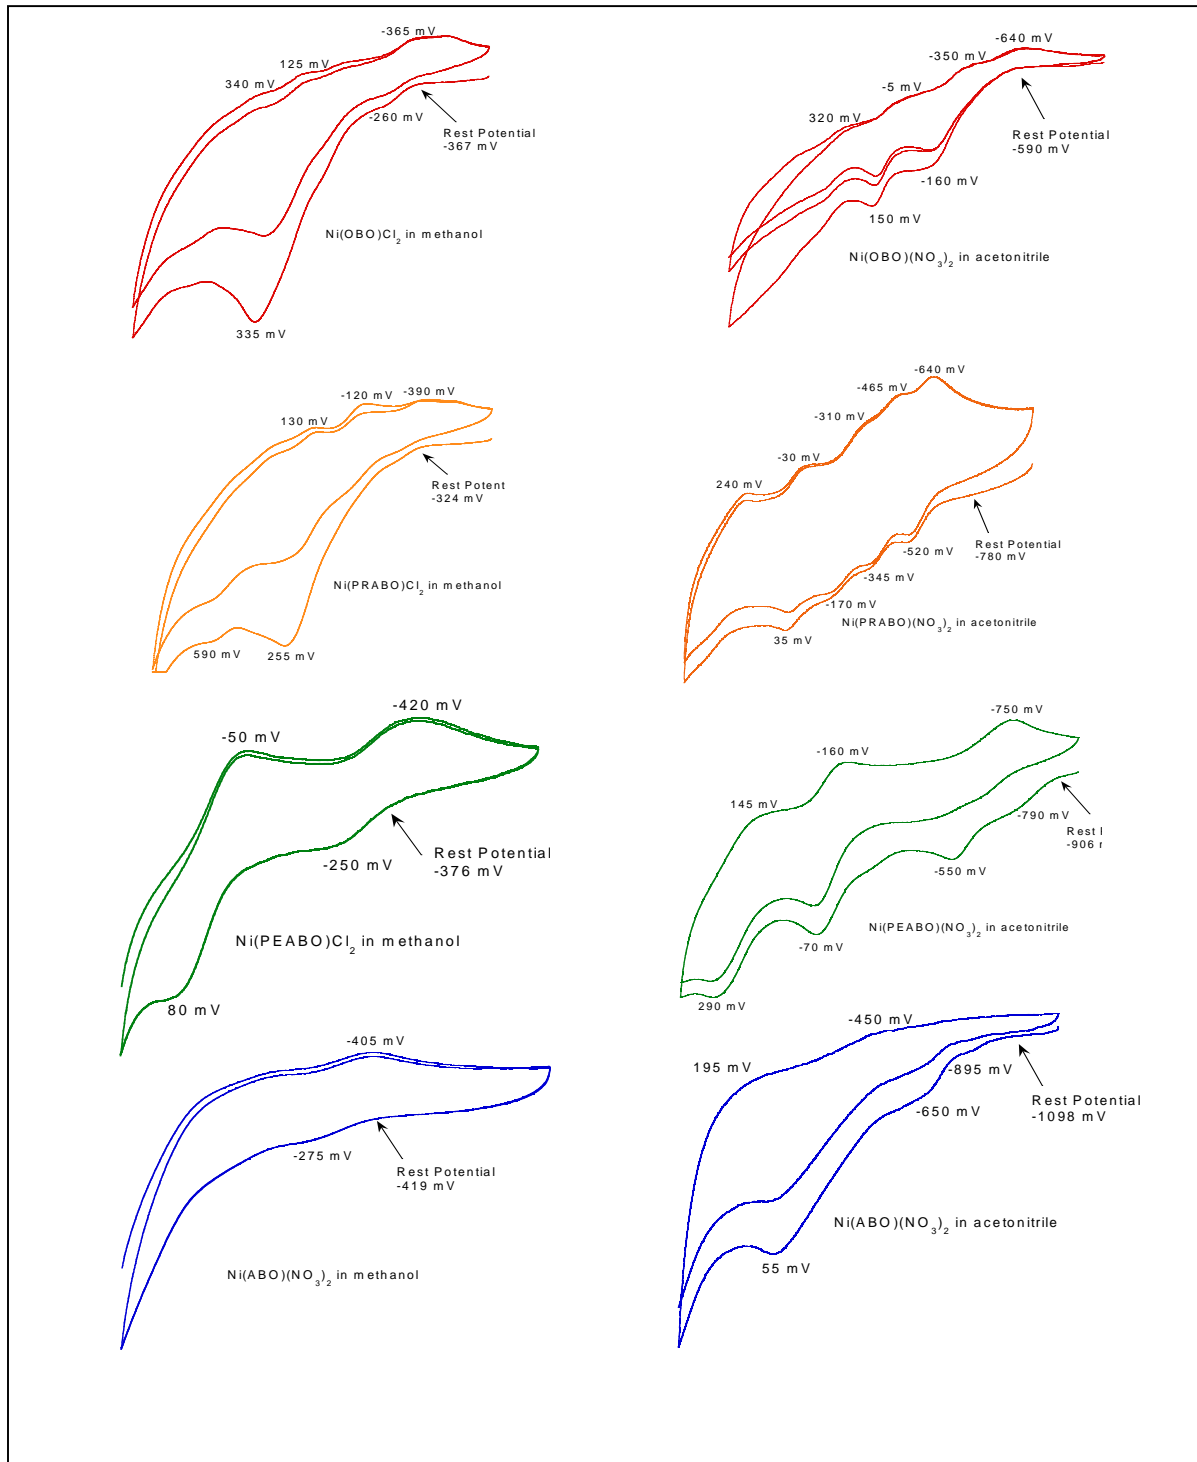 -365 mV
125 mV
340 mV
-260 mV
Rest Potential
-367 mV
Ni(OBO)Cl2 in methanol
335 mV
-640 mV
-350 mV
-5 mV
320 mV
Rest Potential
-590 mV
-160 mV
150 mV
Ni(OBO)(NO3)2 in acetonitrile
-120 mV
-390 mV
130 mV
Rest Potent
-324 mV
Ni(PRABO)Cl2 in methanol
590 mV
255 mV
-640 mV
-465 mV
-310 mV
-30 mV
240 mV
Rest Potential
-780 mV
-520 mV
-345 mV
-170 mV
35 mV
Ni(PRABO)(NO3)2 in acetonitrile
-420 mV
-50 mV
Rest Potential
-376 mV
-250 mV
Ni(PEABO)Cl2 in methanol
80 mV
-750 mV
-160 mV
145 mV
-790 mV
Rest
-906
-550 mV
Ni(PEABO)(NO3)2 in acetonitrile
-70 mV
290 mV
-405 mV
-275 mV
Rest Potential
-419 mV
Ni(ABO)(NO3)2 in methanol
-450 mV
195 mV
-895 mV
Rest Potential
-1098 mV
-650 mV
Ni(ABO)(NO3)2 in acetonitrile
55 mV